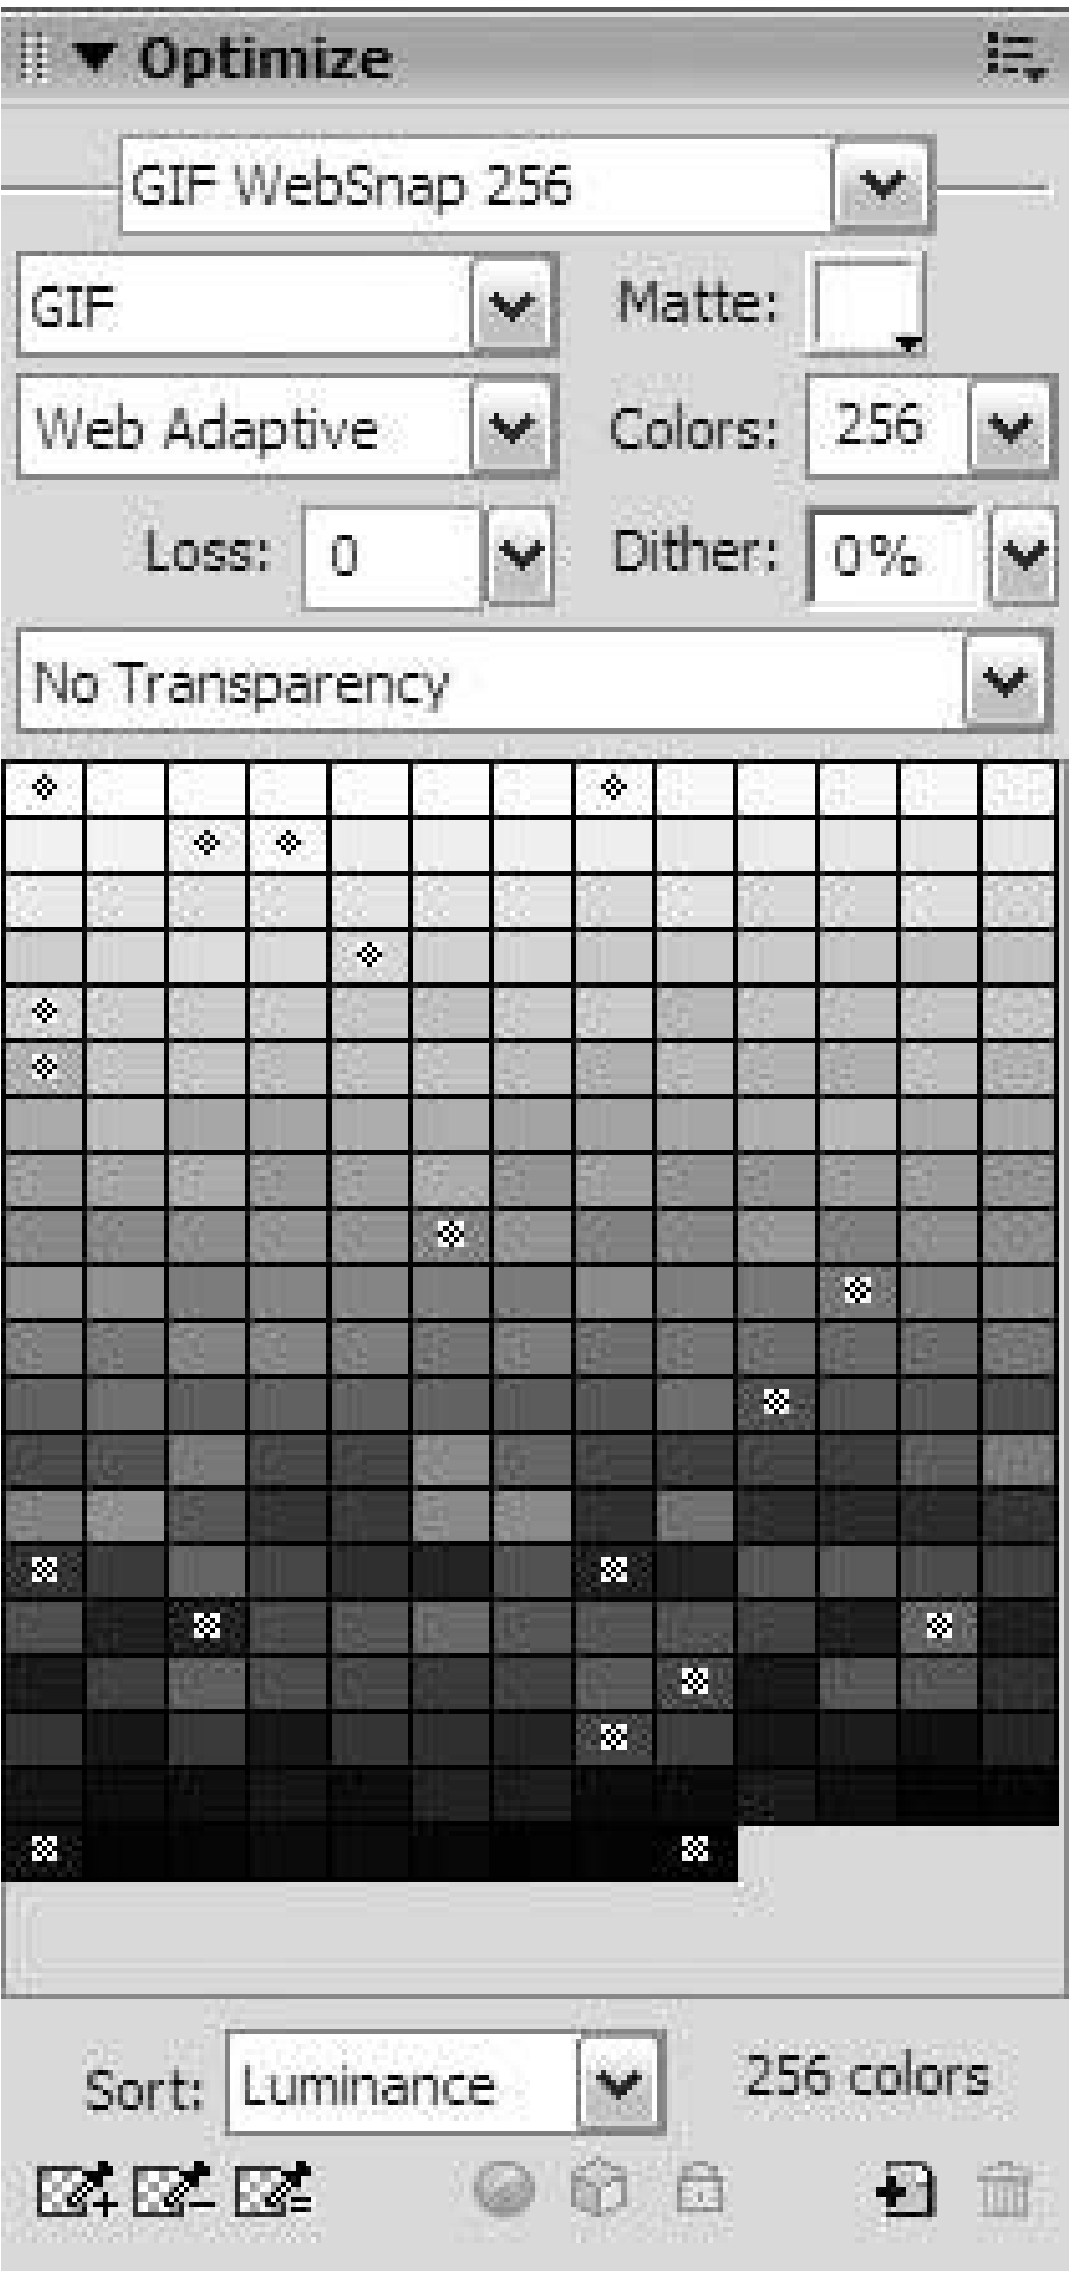 Optimize
GIF WebSnap 256
GIF Matte:
Web Adaptive Colors: 256
Loss: 0 Dither: 0%
No Transparency
Sort: Luminance 256 colors